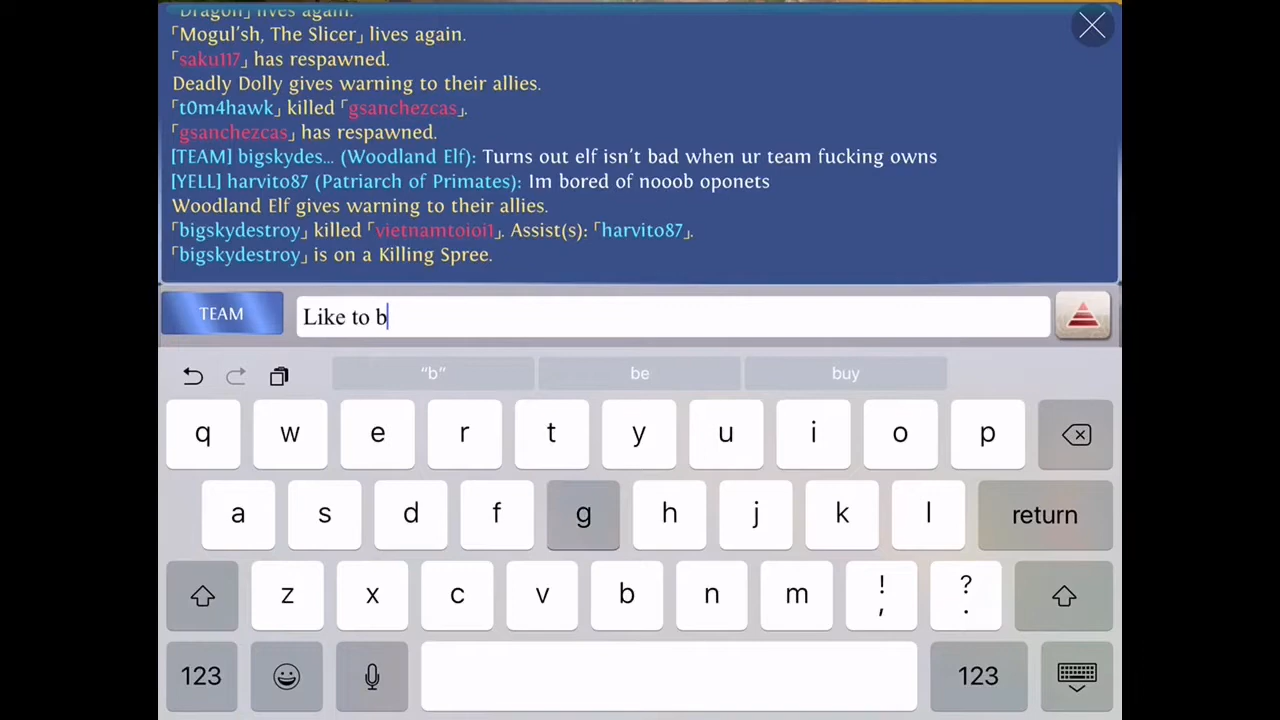 Dragon」 lives again.
「Mogul'sh, The Slicer」 lives again.
「saku117」 has respawned.
Deadly Dolly gives warning to their allies.
「t0m4hawk」 killed 「gsanchezcas」.
「gsanchezcas」 has respawned.
[TEAM] bigskydes... (Woodland Elf): Turns out elf isn't bad when ur team fucking owns
[YELL] harvito87 (Patriarch of Primates): Im bored of nooob oponets
Woodland Elf gives warning to their allies.
「bigskydestroy」 killed 「vietnamtoioi1」. Assist(s): 「harvito87」.
「bigskydestroy」 is on a Killing Spree.
TEAM Like to b
“b” be buy
q w e r t y u i o p
a s d f g h j k l return
z x c v b n m ! , ? .
123 123